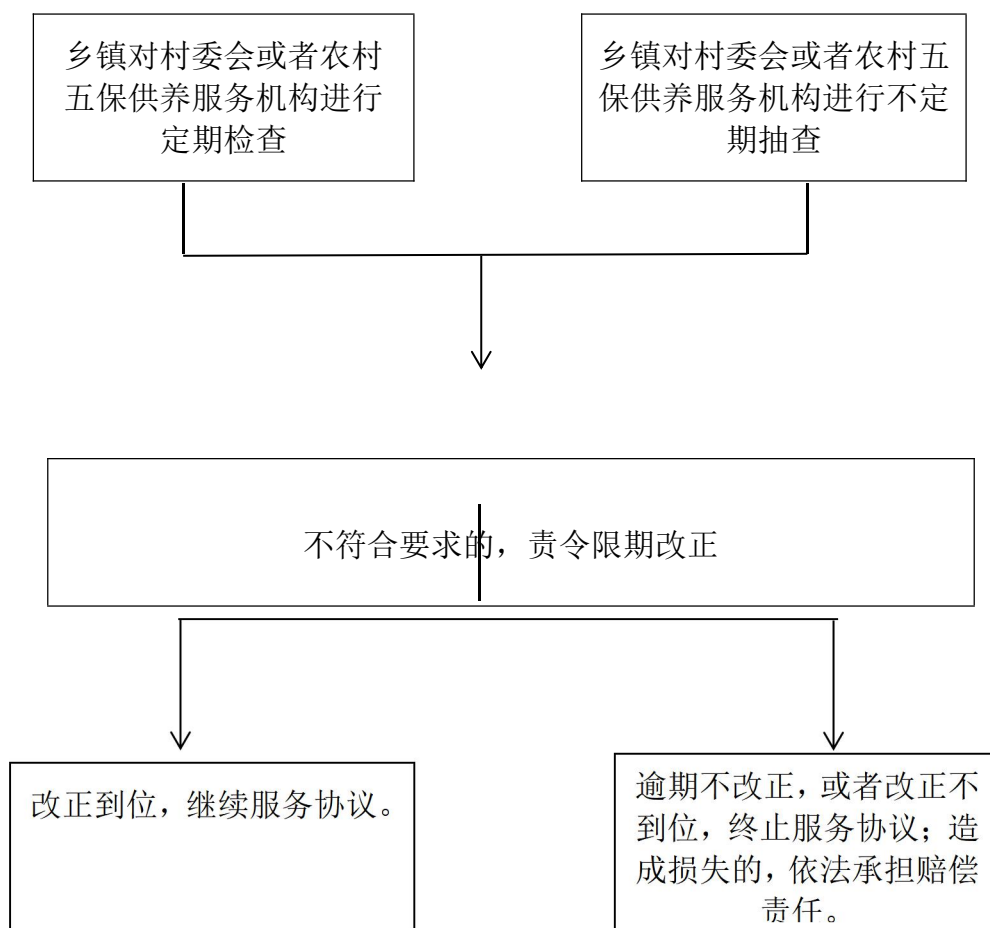 乡镇对村委会或者农村
五保供养服务机构进行
定期检查
乡镇对村委会或者农村五
保供养服务机构进行不定
期抽查
不符合要求的，责令限期改正
改正到位，继续服务协议。
逾期不改正，或者改正不
到位，终止服务协议；造
成损失的，依法承担赔偿
责任。